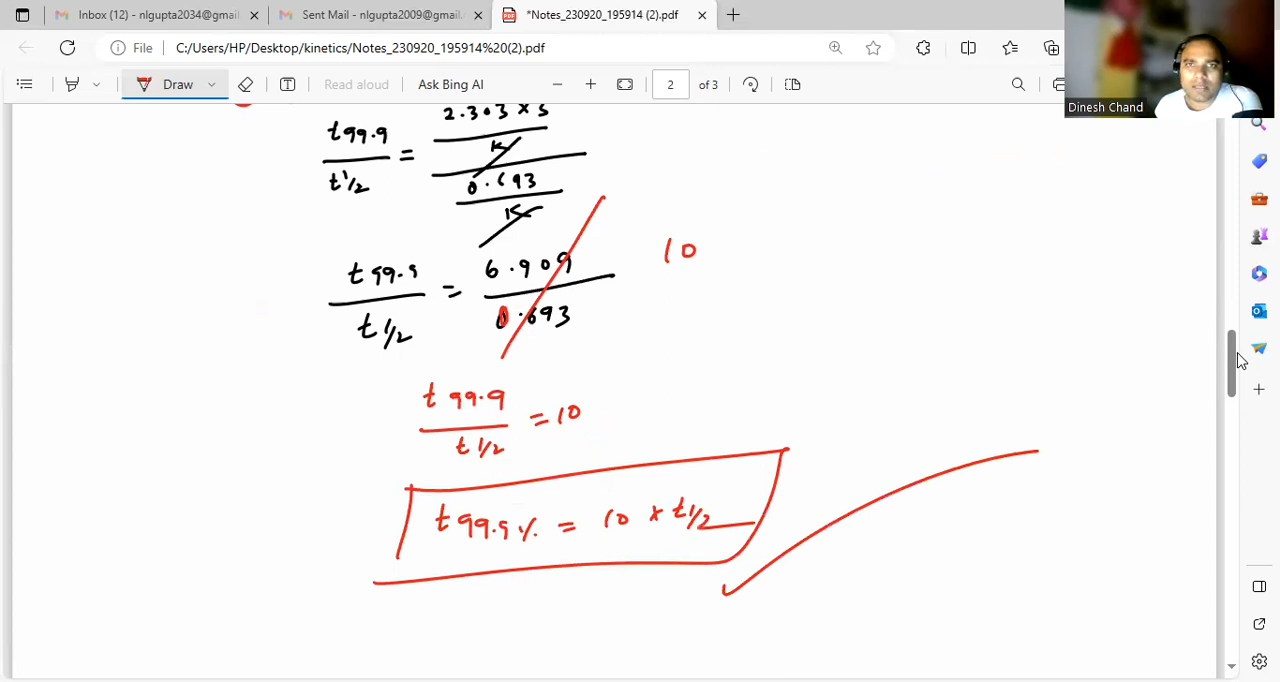 Inbox (12) - nlgupta2034@gmail.
Sent Mail - nlgupta2009@gmail.
*Notes_230920_195914 (2).pdf
File
C:/Users/HP/Desktop/kinetics/Notes_230920_195914%20(2).pdf
Draw
Read aloud
Ask Bing AI
2 of 3
Dinesh Chand
t99.9 / t1/2 = 2.303 x 3 / K / 0.693 / K
t99.9 / t1/2 = 6.909 / 0.693
10
t99.9 / t1/2 = 10
t99.9% = 10 x t1/2